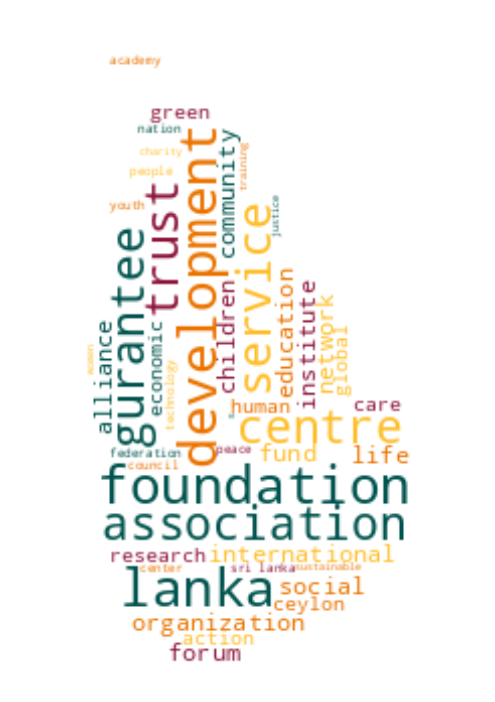 academy
green
nation
charity
people
youth
trust
development
community
training
justice
gurantee
service
alliance
women
economic
technology
children
education
institute
network
global
human
care
centre
federation
council
peace
fund
life
foundation
association
research international
center
sri lanka
sustainable
lanka
social
ceylon
organization
action
forum